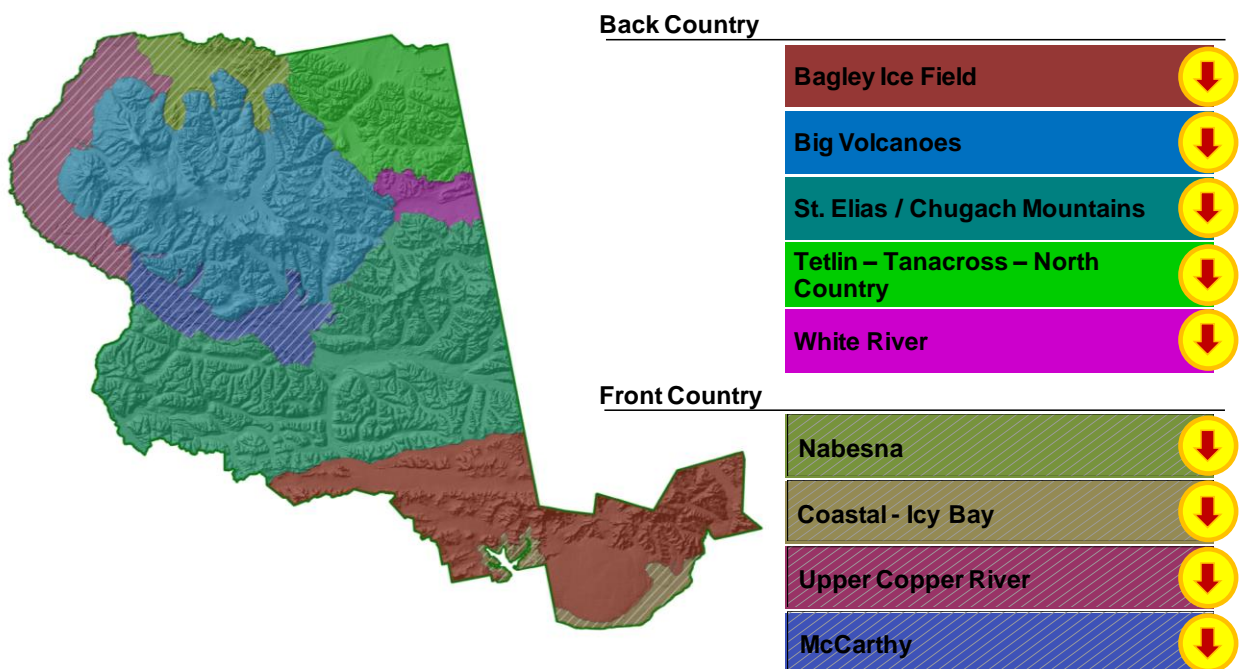 Back Country
Bagley Ice Field
Big Volcanoes
St. Elias / Chugach Mountains
Tetlin – Tanacross – North
Country
White River
Front Country
Nabesna
Coastal - Icy Bay
Upper Copper River
McCarthy